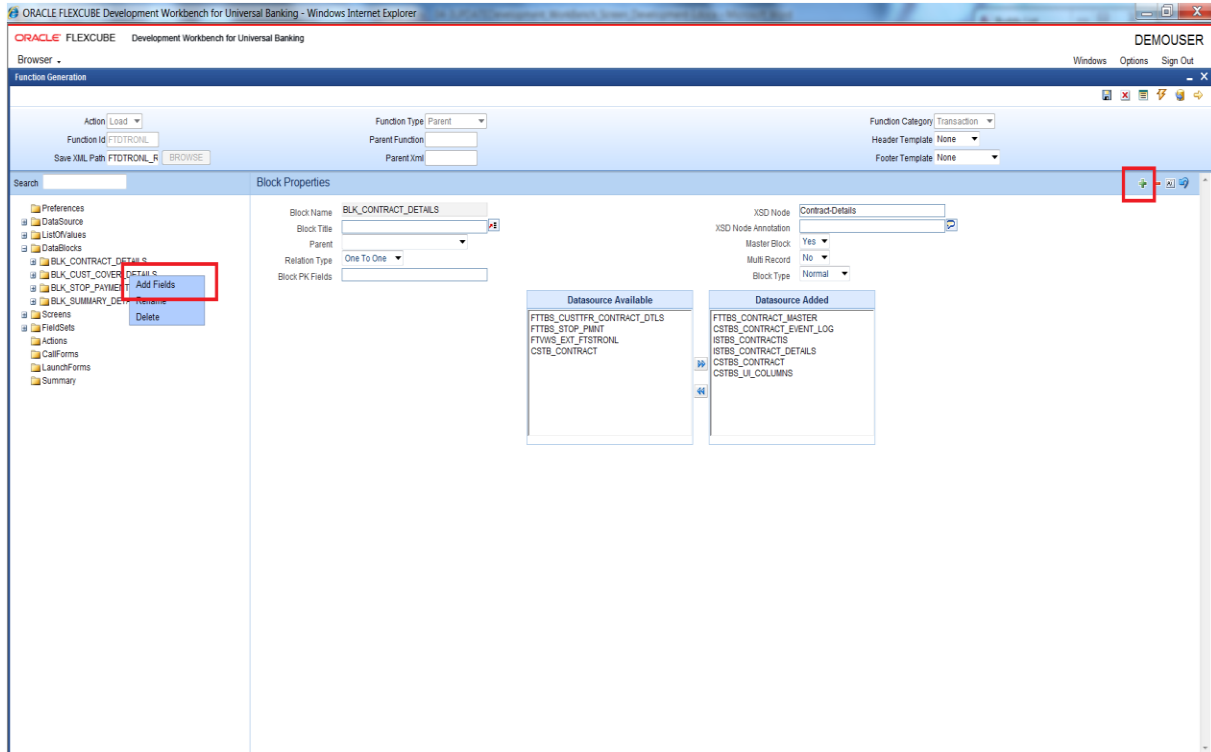 ORACLE FLEXCUBE Development Workbench for Universal Banking - Windows Internet Explorer
ORACLE FLEXCUBE Development Workbench for Universal Banking
DEMOUSER
Browser
Windows Options Sign Out
Function Generation
Action Load
Function Type Parent
Function Category Transaction
Function Id FTDTRONL
Parent Function
Header Template None
Save XML Path FTDTRONL_R BROWSE
Parent Xml
Footer Template None
Search
Block Properties
Preferences
DataSource
ListOfValues
DataBlocks
BLK_CONTRACT_DETAILS
BLK_CUST_COVER_DETAILS
BLK_STOP_PAYMENT
BLK_SUMMARY_DETA
Screens
FieldSets
Actions
CallForms
LaunchForms
Summary
Add Fields
Rename
Delete
Block Name BLK_CONTRACT_DETAILS
XSD Node Contract-Details
Block Title
XSD Node Annotation
Parent
Master Block Yes
Relation Type One To One
Multi Record No
Block PK Fields
Block Type Normal
Datasource Available
FTTBS_CUSTTFR_CONTRACT_DTLS
FTTBS_STOP_PMNT
FTVWS_EXT_FTSTRONL
CSTB_CONTRACT
Datasource Added
FTTBS_CONTRACT_MASTER
CSTBS_CONTRACT_EVENT_LOG
ISTBS_CONTRACTIS
ISTBS_CONTRACT_DETAILS
CSTBS_CONTRACT
CSTBS_UI_COLUMNS